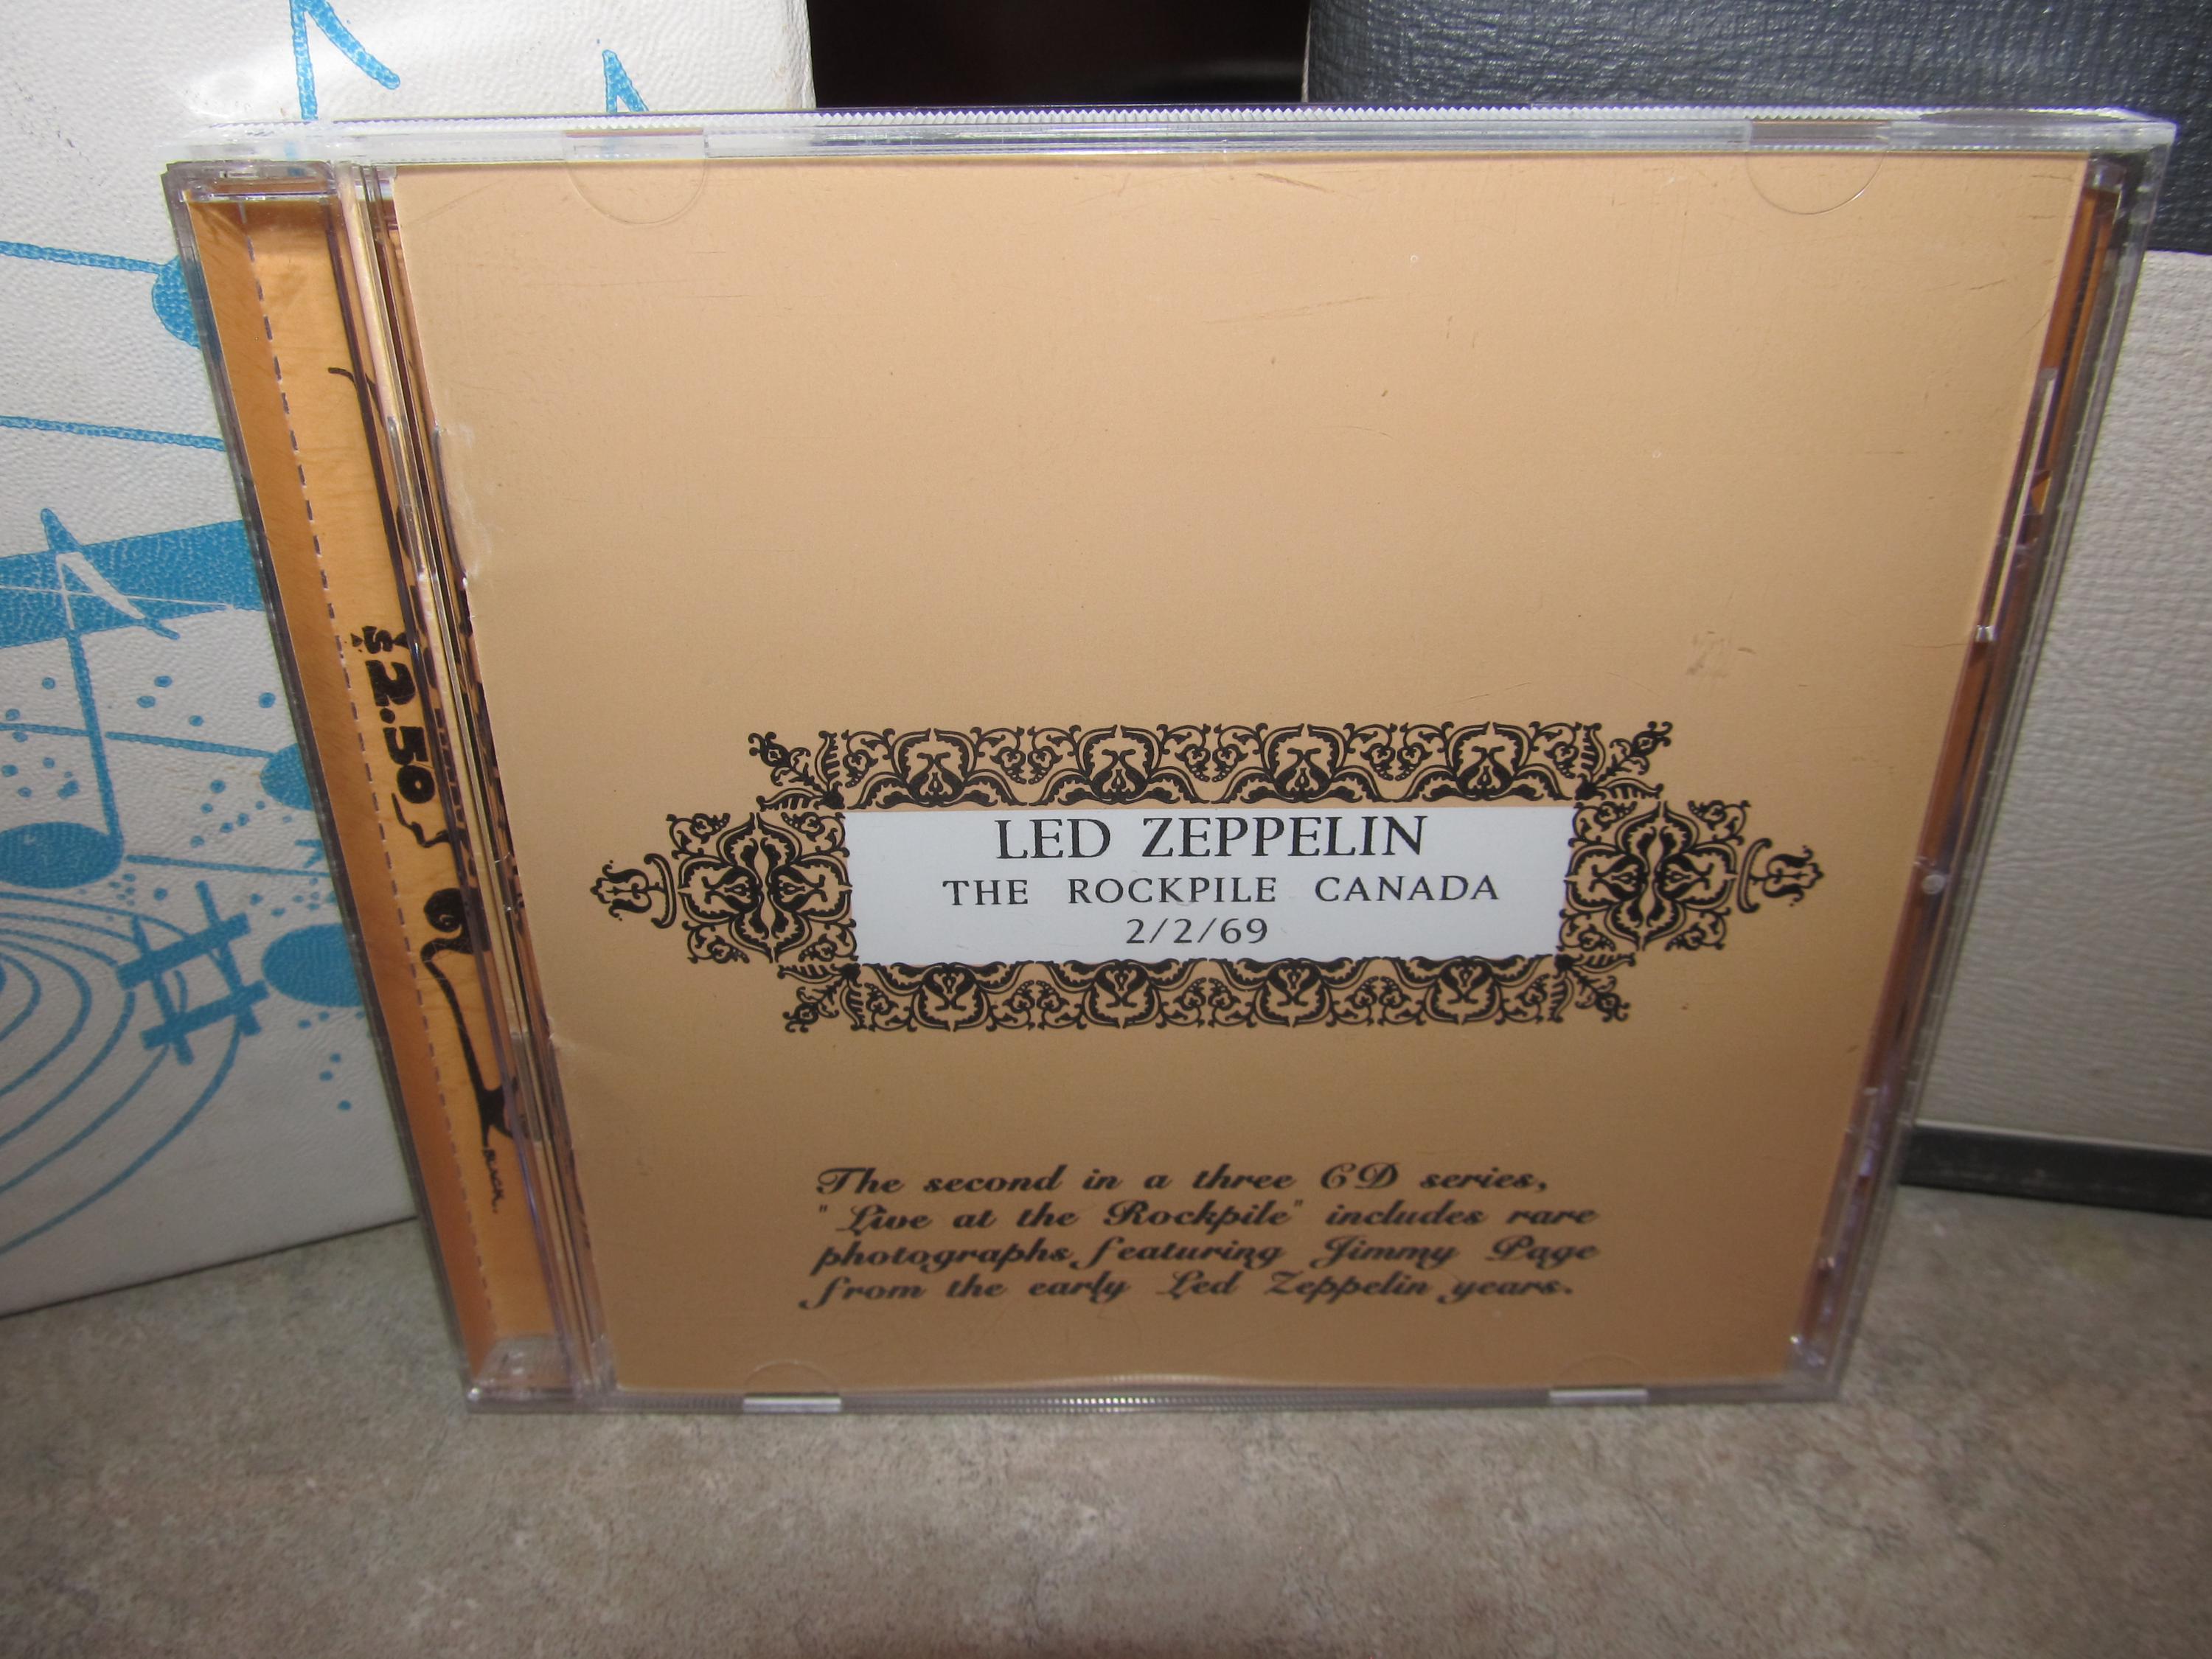 LED ZEPPELIN
THE ROCKPILE CANADA
2/2/69
The second in a three CD series,
"Live at the Rockpile" includes rare
photographs featuring Jimmy Page
from the early Led Zeppelin years.
$2.50